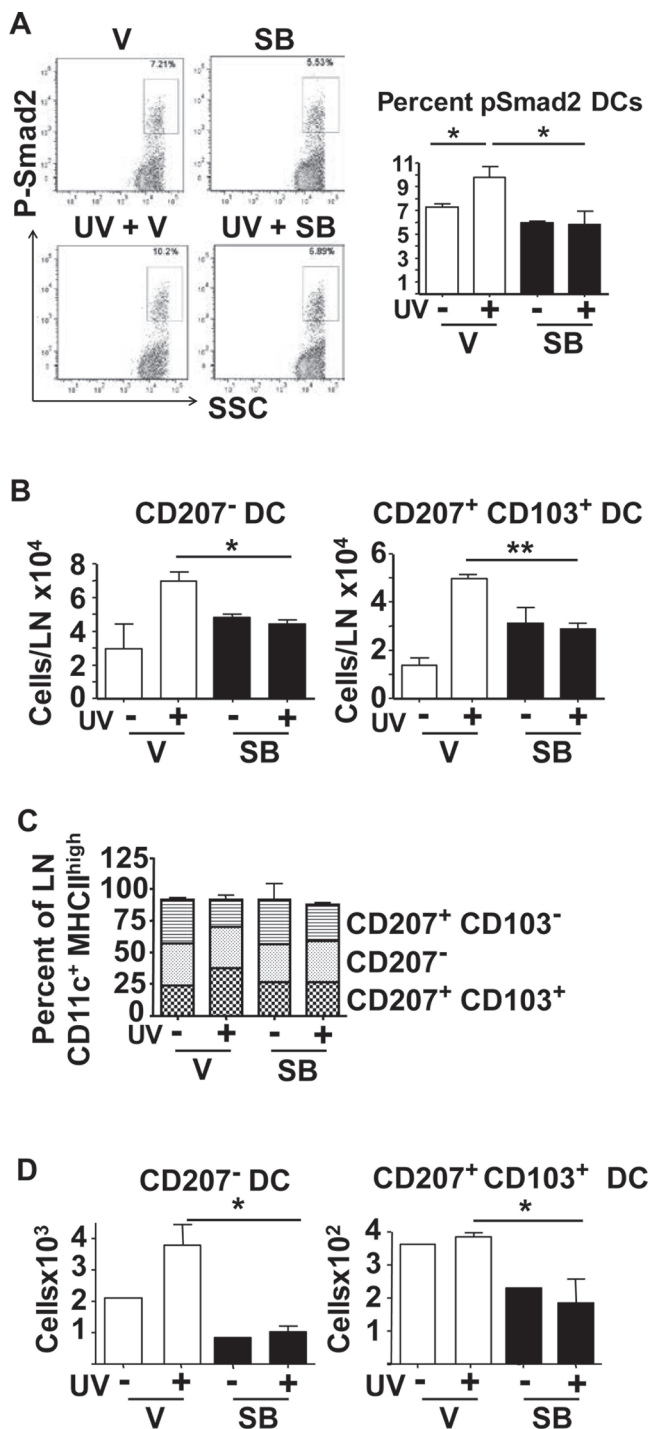 A
V SB
7.21% 5.53%
P-Smad2
UV + V UV + SB
10.2% 5.89%
SSC
Percent pSmad2 DCs
* *
11
9
7
5
3
1
UV - + - +
V SB
B
CD207- DC
Cells/LN x10⁴
8
6
4
2
0
*
UV - + - +
V SB
CD207+ CD103+ DC
Cells/LN x10⁴
6
4
2
0
**
UV - + - +
V SB
C
Percent of LN
CD11c+ MHCIIhigh
125
100
75
50
25
0
CD207+ CD103-
CD207-
CD207+ CD103+
UV - + - +
V SB
D
CD207- DC
Cellsx10³
4
3
2
1
*
UV - + - +
V SB
CD207+ CD103+ DC
Cellsx10²
4
3
2
1
*
UV - + - +
V SB